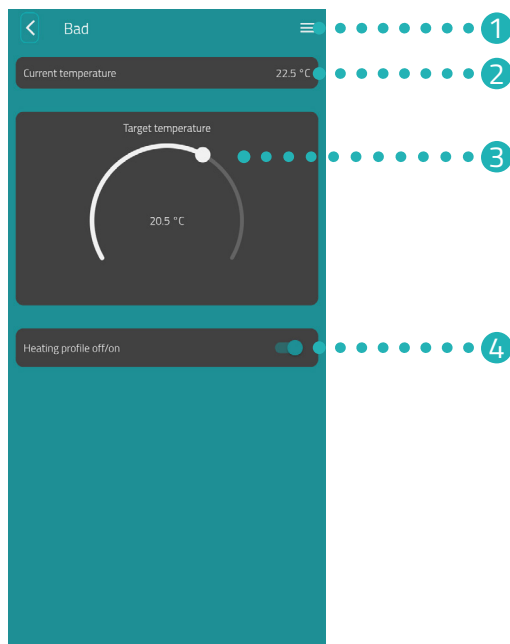 Bad
1
Current temperature 22.5 °C
2
Target temperature
3
20.5 °C
Heating profile off/on
4